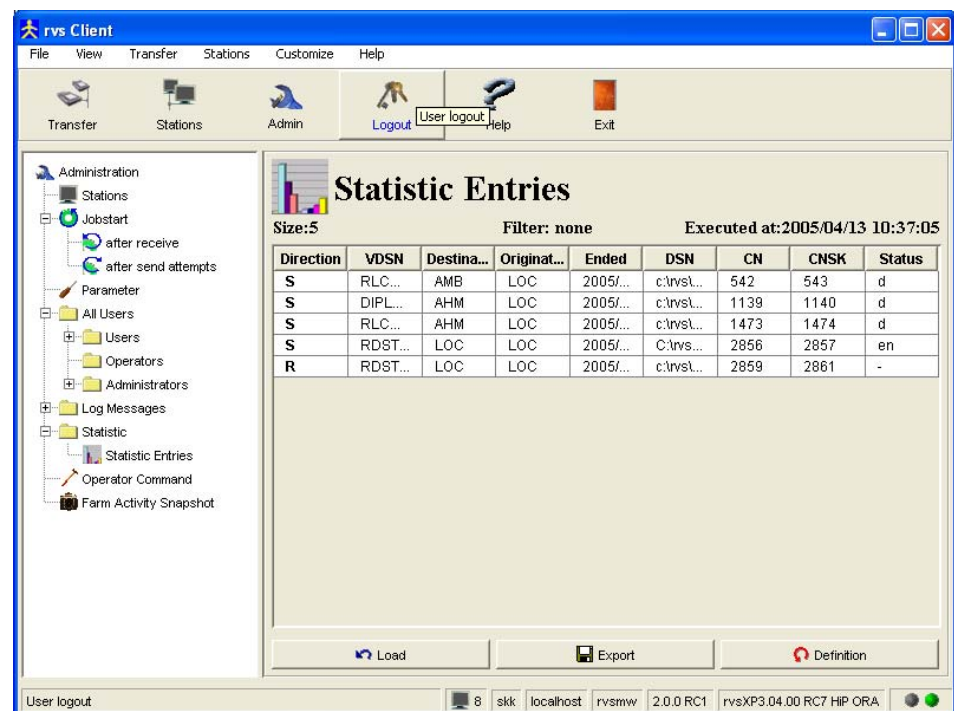 rvs Client
File View Transfer Stations Customize Help
Transfer Stations Admin Logout Help Exit
User logout
Administration
Stations
Jobstart
after receive
after send attempts
Parameter
All Users
Users
Operators
Administrators
Log Messages
Statistic
Statistic Entries
Operator Command
Farm Activity Snapshot
Statistic Entries
Size:5 Filter: none Executed at:2005/04/13 10:37:05
Direction VDSN Destina... Originat... Ended DSN CN CNSK Status
S RLC... AMB LOC 2005/... c:\rvs\... 542 543 d
S DIPL... AHM LOC 2005/... c:\rvs\... 1139 1140 d
S RLC... AHM LOC 2005/... c:\rvs\... 1473 1474 d
S RDST... LOC LOC 2005/... C:\rvs... 2856 2857 en
R RDST... LOC LOC 2005/... c:\rvs\... 2859 2861 -
Load Export Definition
User logout 8 skk localhost rvsmw 2.0.0 RC1 rvsXP3.04.00 RC7 HiP ORA